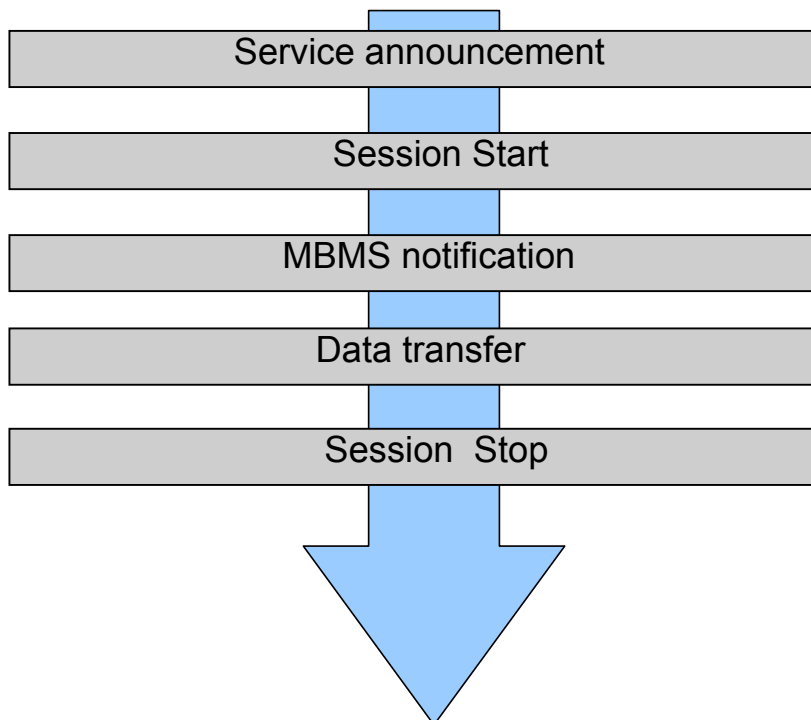 Service announcement
Session Start
MBMS notification
Data transfer
Session Stop